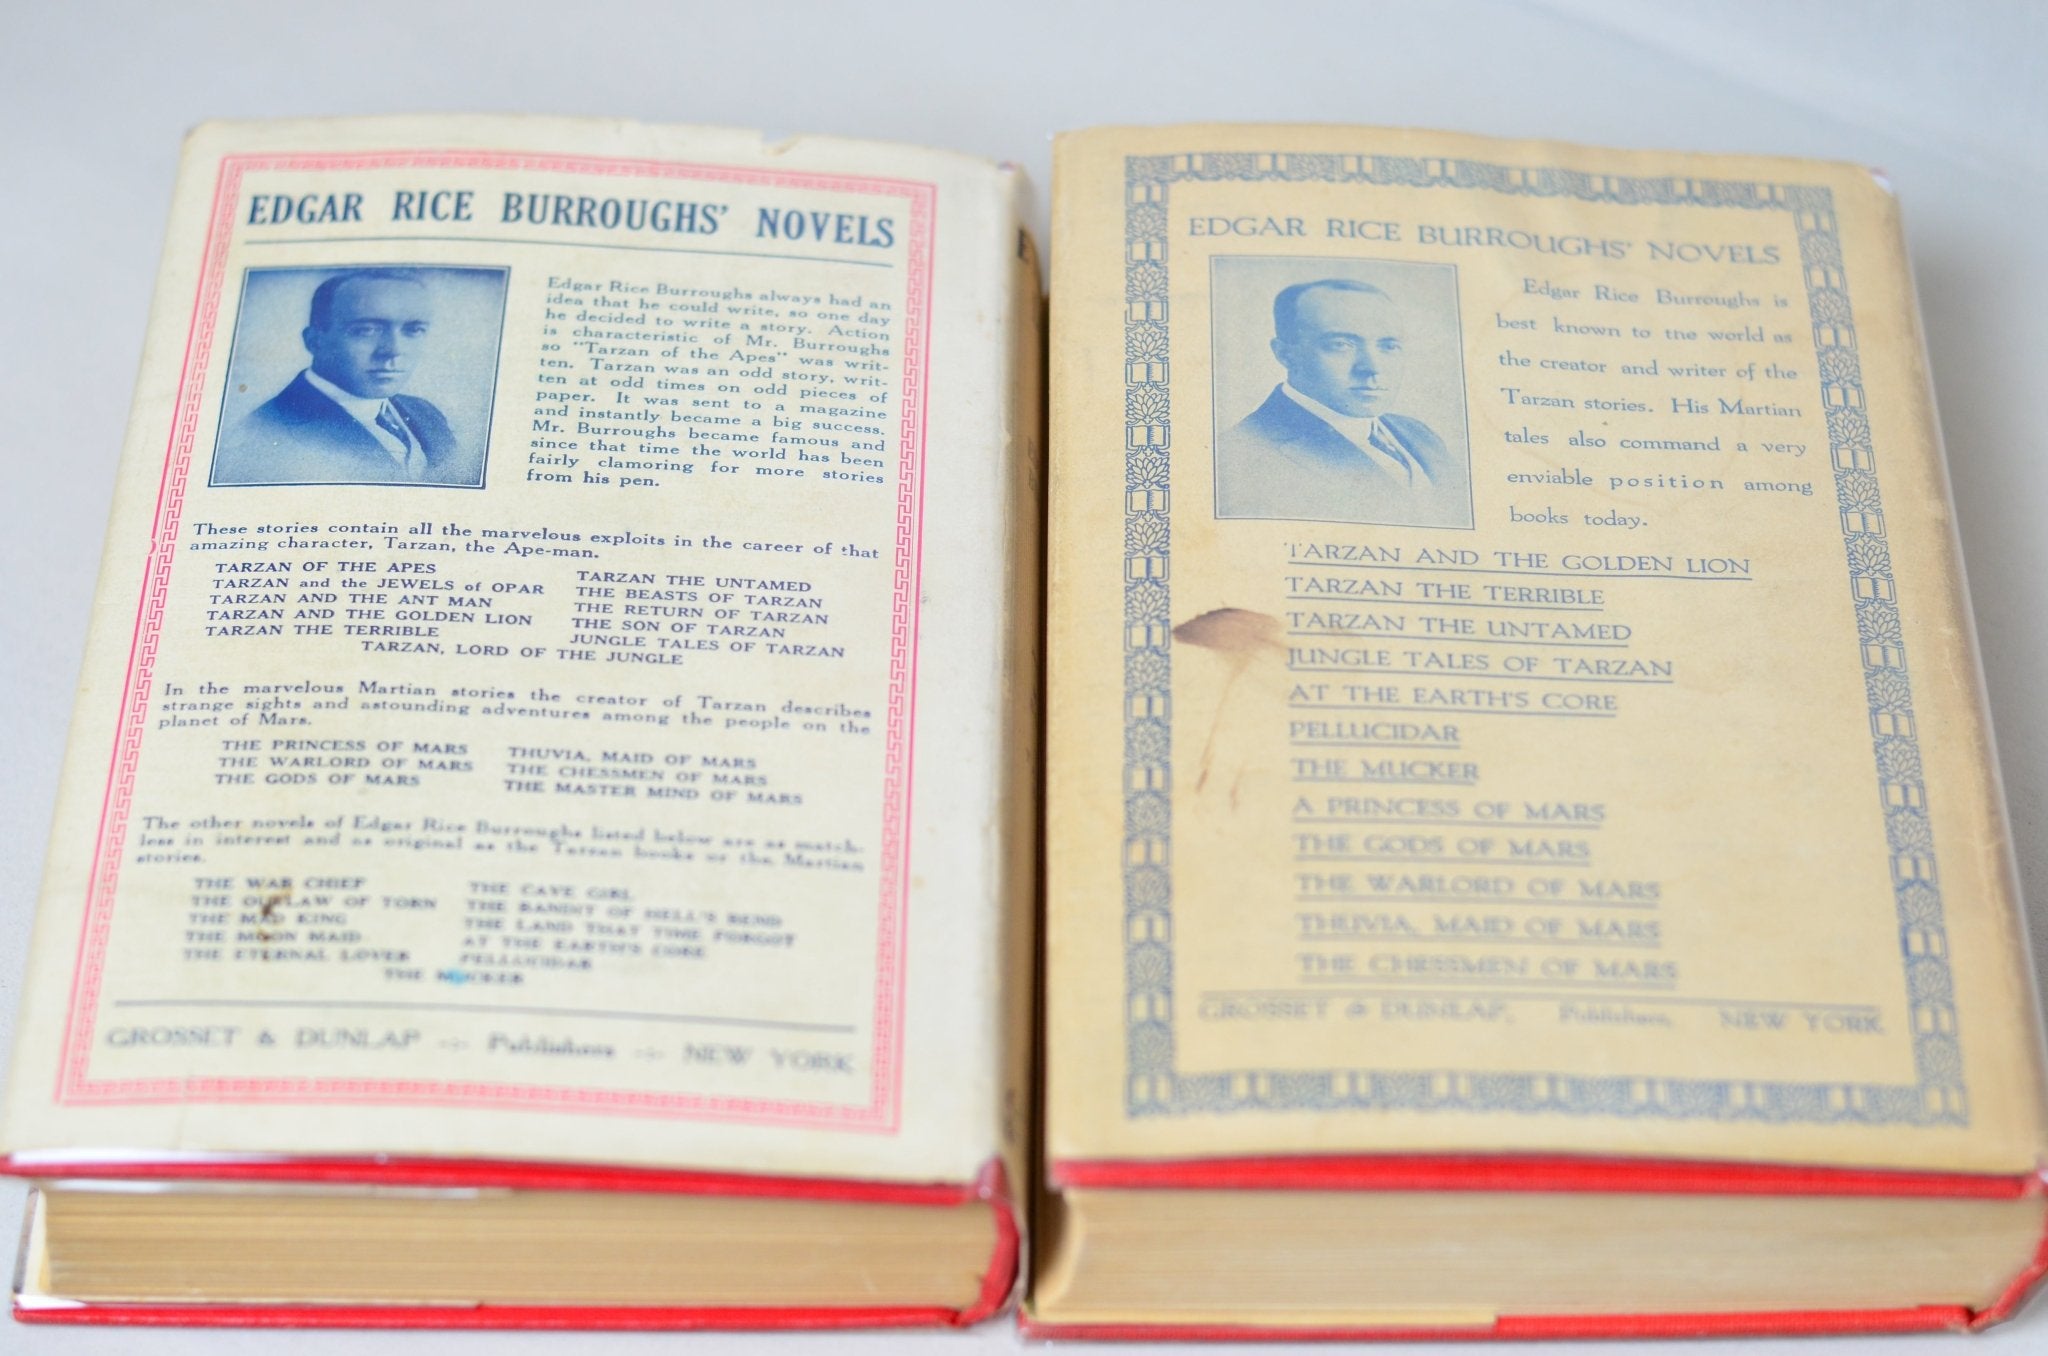 EDGAR RICE BURROUGHS' NOVELS
Edgar Rice Burroughs always had an
idea that he could write, so one day
he decided to write a story. Action
is characteristic of Mr. Burroughs
so "Tarzan of the Apes" was writ-
ten. Tarzan was an odd story, writ-
ten at odd times on odd pieces of
paper. It was sent to a magazine
and instantly became a big success.
Mr. Burroughs became famous and
since that time the world has been
fairly clamoring for more stories
from his pen.
These stories contain all the marvelous exploits in the career of that
amazing character, Tarzan, the Ape-man.
TARZAN OF THE APES
TARZAN and the JEWELS of OPAR
TARZAN AND THE ANT MAN
TARZAN AND THE GOLDEN LION
TARZAN THE TERRIBLE
TARZAN THE UNTAMED
THE BEASTS OF TARZAN
THE RETURN OF TARZAN
THE SON OF TARZAN
JUNGLE TALES OF TARZAN
TARZAN, LORD OF THE JUNGLE
In the marvelous Martian stories the creator of Tarzan describes
strange sights and astounding adventures among the people on the
planet of Mars.
THE PRINCESS OF MARS
THE WARLORD OF MARS
THE GODS OF MARS
THUVIA, MAID OF MARS
THE CHESSMEN OF MARS
THE MASTER MIND OF MARS
The other novels of Edgar Rice Burroughs listed below are as match-
less in interest and as original as the Tarzan books or the Martian
stories.
THE WAR CHIEF
THE OUTLAW OF TORN
THE MAD KING
THE MOON MAID
THE ETERNAL LOVER
THE CAVE GIRL
THE BANDIT OF HELL'S BEND
THE LAND THAT TIME FORGOT
AT THE EARTH'S CORE
PELLUCIDAR
THE MUCKER
GROSSET & DUNLAP Publishers NEW YORK
EDGAR RICE BURROUGHS' NOVELS
Edgar Rice Burroughs is
best known to the world as
the creator and writer of the
Tarzan stories. His Martian
tales also command a very
enviable position among
books today.
TARZAN AND THE GOLDEN LION
TARZAN THE TERRIBLE
TARZAN THE UNTAMED
JUNGLE TALES OF TARZAN
AT THE EARTH'S CORE
PELLUCIDAR
THE MUCKER
A PRINCESS OF MARS
THE GODS OF MARS
THE WARLORD OF MARS
THUVIA, MAID OF MARS
THE CHESSMEN OF MARS
GROSSET & DUNLAP, Publishers, NEW YORK